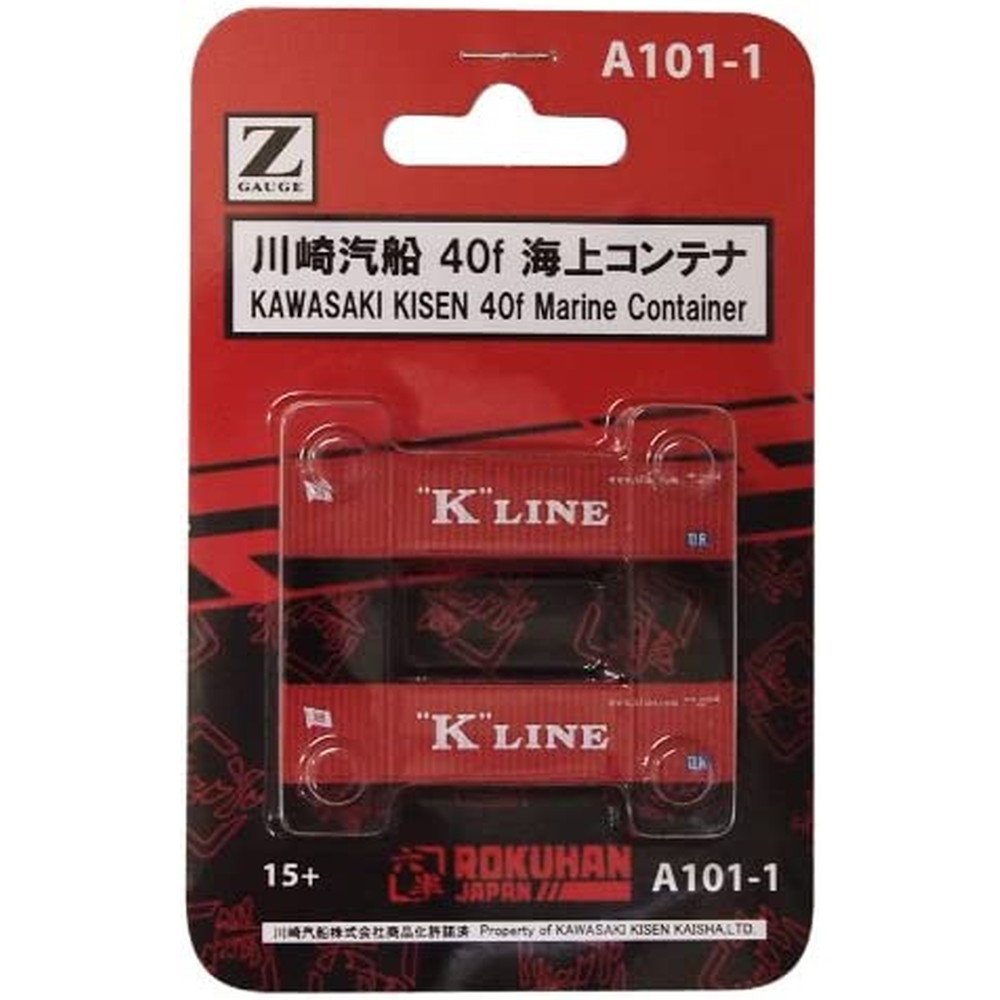 A101-1
Z
GAUGE
川崎汽船 40f 海上コンテナ
KAWASAKI KISEN 40f Marine Container
"K" LINE
"K" LINE
15+
六半
ROKUHAN
JAPAN
A101-1
川崎汽船株式会社商品化許諾済 Property of KAWASAKI KISEN KAISHA,LTD.